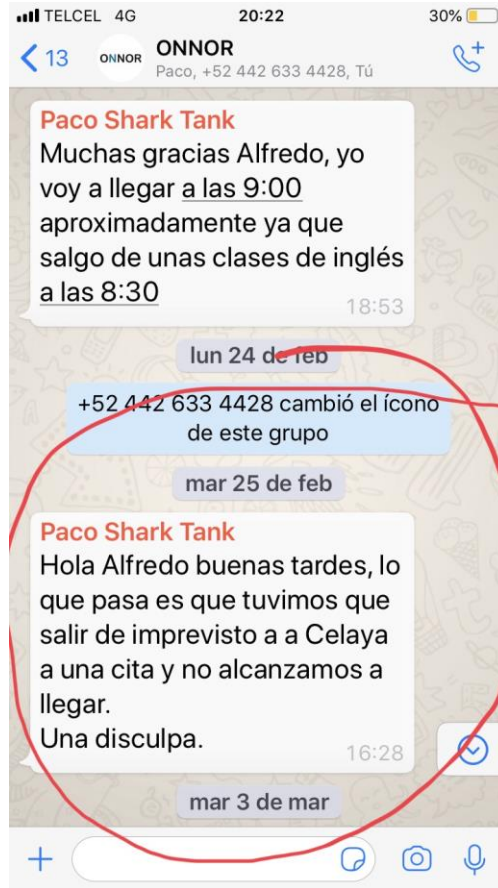 TELCEL 4G 20:22 30%
13 ONNOR ONNOR
Paco, +52 442 633 4428, Tú
Paco Shark Tank
Muchas gracias Alfredo, yo
voy a llegar a las 9:00
aproximadamente ya que
salgo de unas clases de inglés
a las 8:30
18:53
lun 24 de feb
+52 442 633 4428 cambió el ícono
de este grupo
mar 25 de feb
Paco Shark Tank
Hola Alfredo buenas tardes, lo
que pasa es que tuvimos que
salir de imprevisto a a Celaya
a una cita y no alcanzamos a
llegar.
Una disculpa.
16:28
mar 3 de mar